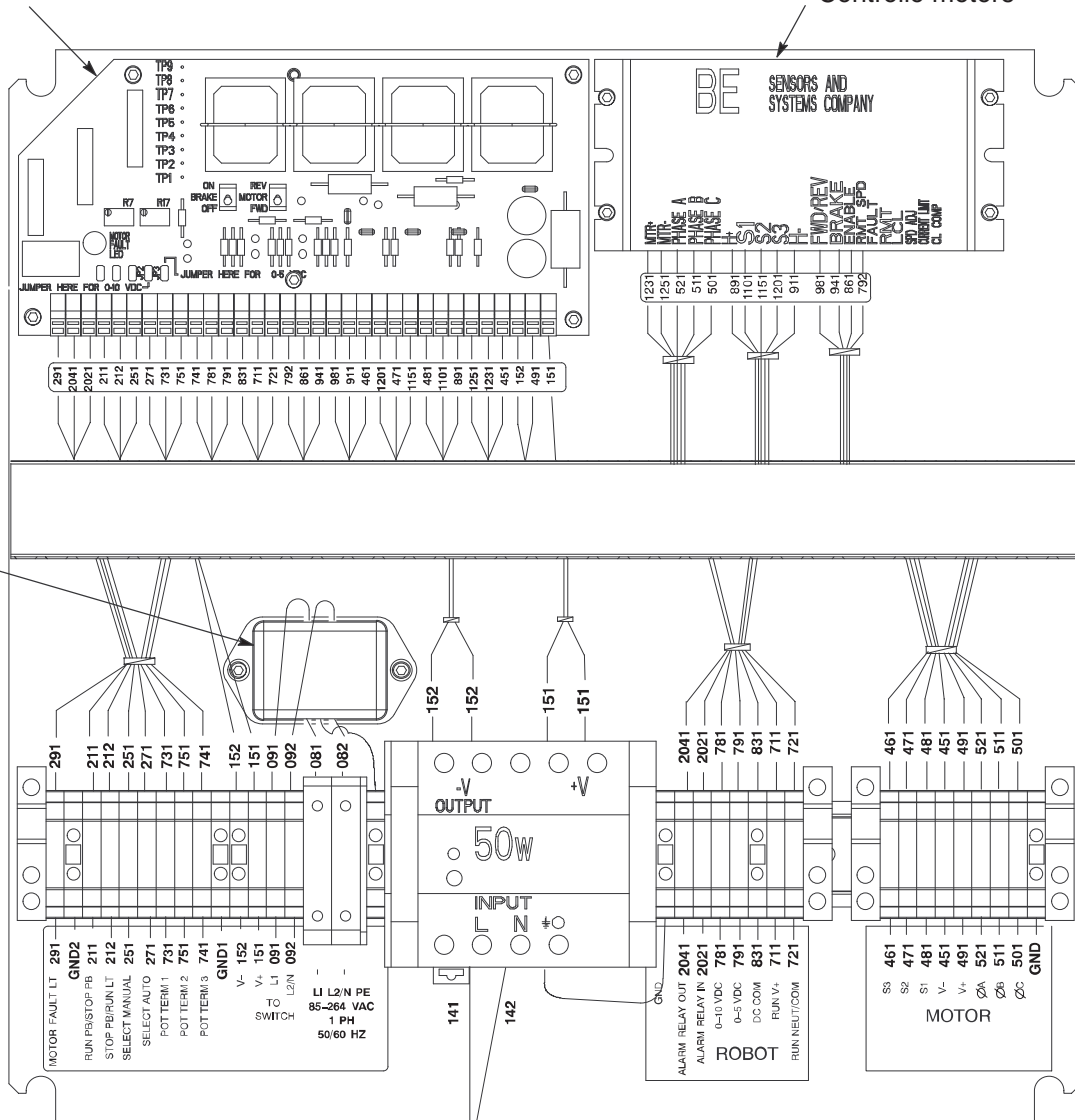 Controllo motore
TP9
TP8
TP7
TP6
TP5
TP4
TP3
TP2
TP1
ON
BRAKE
OFF
REV
MOTOR
FWD
R7
R17
MOTOR
FAULT
LED
JUMPER HERE FOR 0-5 VDC
JUMPER HERE FOR 0-10 VDC
BE
SENSORS AND
SYSTEMS COMPANY
MTR+
MTR-
PHASE A
PHASE B
PHASE C
H+
S1
S2
S3
H-
FWD/REV
BRAKE
ENABLE
RMT SPD
FAULT
RMT
CL
SPD ADJ
CURRENT LMT
CL COMP
1231
1251
521
511
501
891
1101
1151
1201
911
981
941
861
792
291
2041
2021
211
212
251
271
731
751
741
781
791
831
711
721
792
861
941
981
911
461
1201
471
1151
481
1101
891
1251
1231
451
152
491
151
291
211
212
251
271
731
751
741
152
151
091
092
081
082
152
152
151
151
2041
2021
781
791
831
711
721
461
471
481
451
491
521
511
501
-V
+V
OUTPUT
50W
INPUT
L N
291
GND2
211
212
251
271
731
751
741
GND1
152
151
091
092
MOTOR FAULT LT
RUN PB/STOP PB
STOP PB/RUN LT
SELECT MANUAL
SELECT AUTO
POT TERM 1
POT TERM 2
POT TERM 3
V-
V+
L1
L2/N
TO
SWITCH
LI L2/N PE
85-264 VAC
1 PH
50/60 HZ
141
142
GND
2041
2021
781
791
831
711
721
ALARM RELAY OUT
ALARM RELAY IN
0-10 VDC
0-5 VDC
DC COM
RUN V+
RUN NEUT/COM
ROBOT
461
471
481
451
491
521
511
501
GND
S3
S2
S1
V-
V+
ØA
ØB
ØC
MOTOR